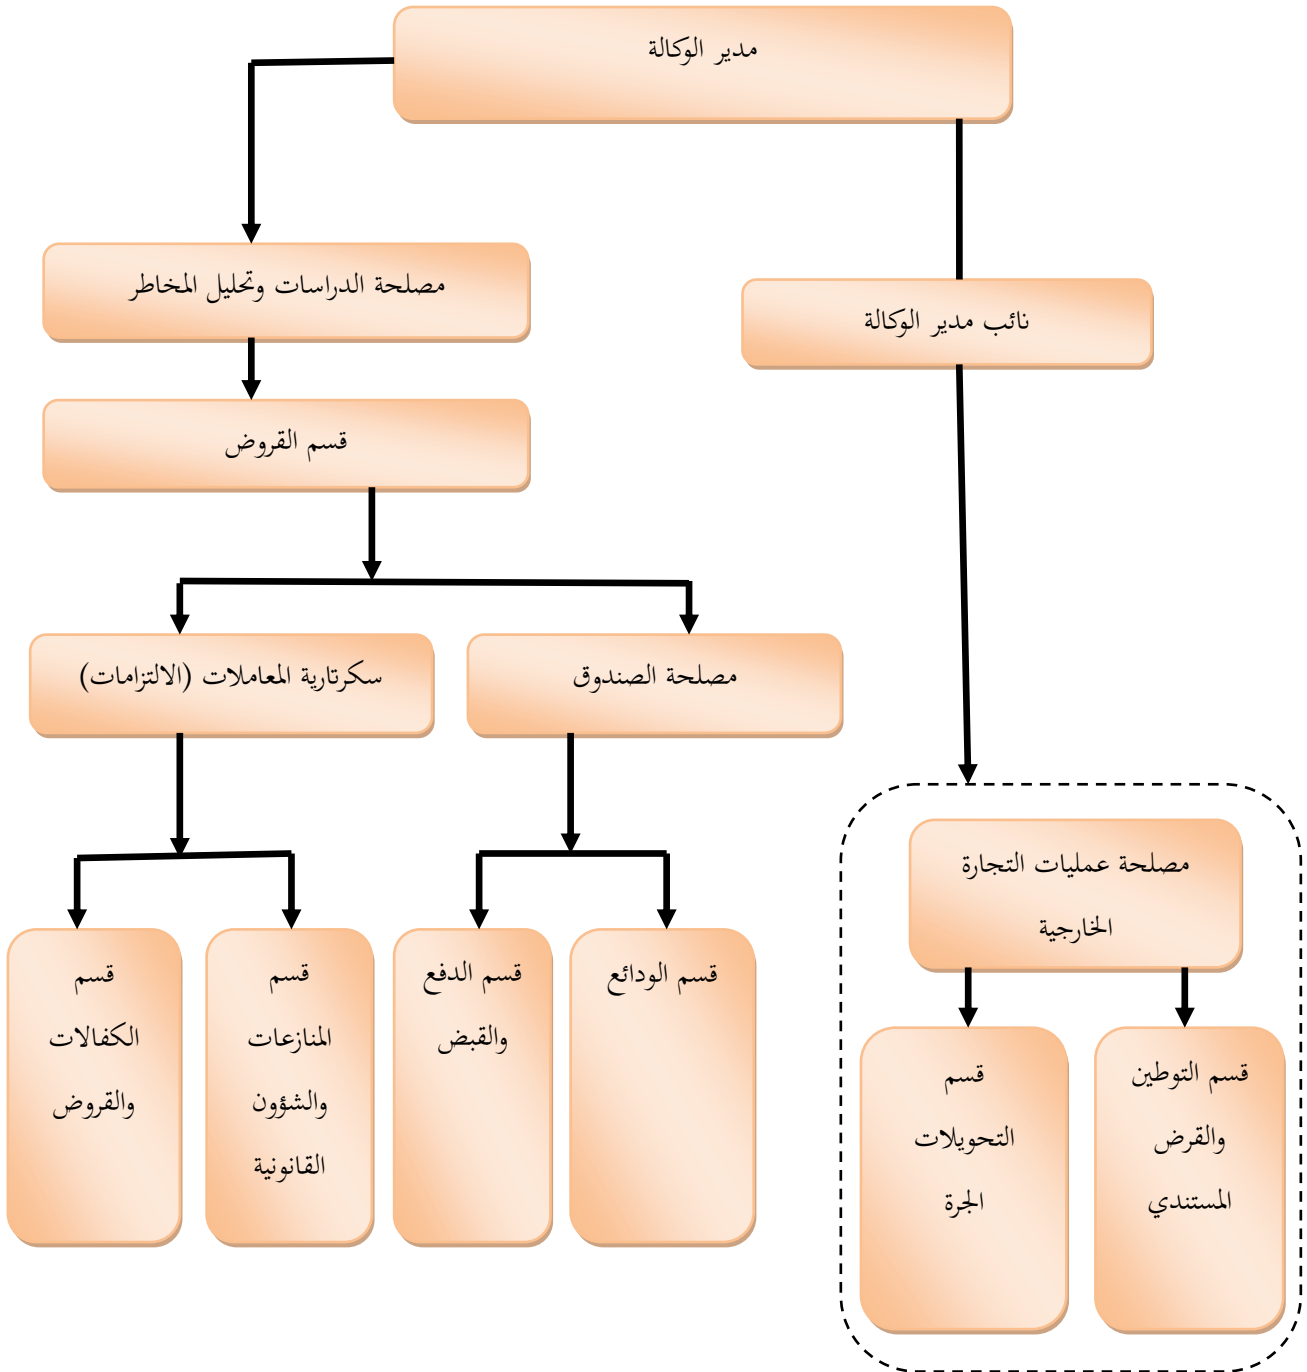 مدير الوكالة
مصلحة الدراسات وتحليل المخاطر
نائب مدير الوكالة
قسم القروض
سكرتارية المعاملات (الالتزامات)
مصلحة الصندوق
مصلحة عمليات التجارة
الخارجية
قسم
الكفالات
والقروض
قسم
المنازعات
والشؤون
القانونية
قسم الدفع
والقبض
قسم الودائع
قسم
التحويلات
الجرة
قسم التوطين
والقرض
المستندي